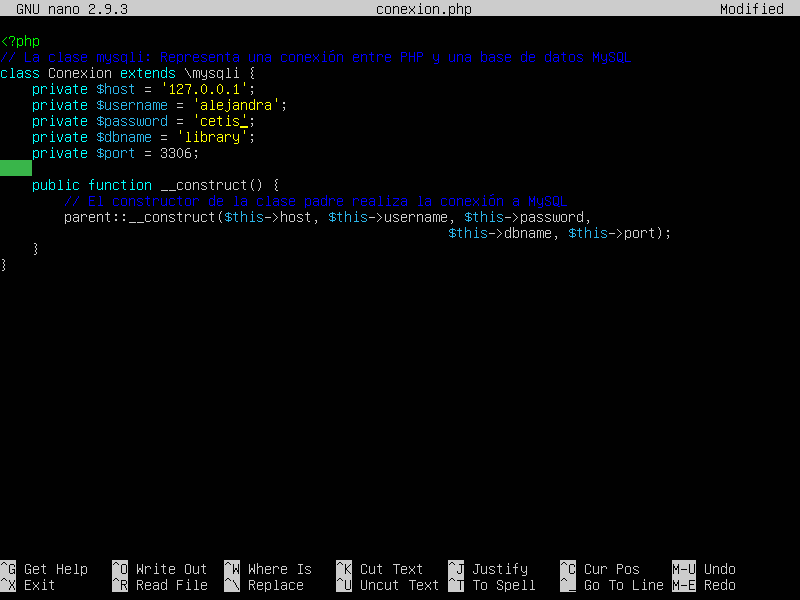 GNU nano 2.9.3 conexion.php Modified
<?php
// La clase mysqli: Representa una conexión entre PHP y una base de datos MySQL
class Conexion extends \mysqli {
    private $host = '127.0.0.1';
    private $username = 'alejandra';
    private $password = 'cetis';
    private $dbname = 'library';
    private $port = 3306;
    public function __construct() {
        // El constructor de la clase padre realiza la conexión a MySQL
        parent::__construct($this->host, $this->username, $this->password,
                                                        $this->dbname, $this->port);
    }
}
^G Get Help ^O Write Out ^W Where Is ^K Cut Text ^J Justify ^C Cur Pos M-U Undo
^X Exit ^R Read File ^\ Replace ^U Uncut Text ^T To Spell ^_ Go To Line M-E Redo